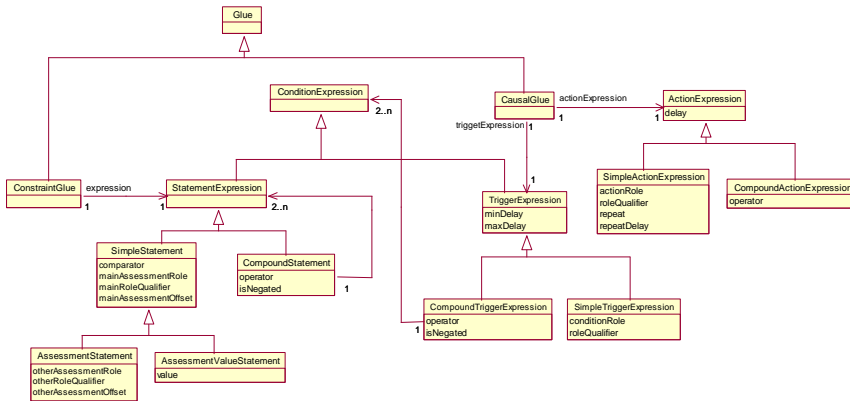 Glue
ConditionExpression
2..n
CausalGlue
actionExpression
1
1
ActionExpression
delay
triggetExpression
1
1
ConstraintGlue
expression
1
1
StatementExpression
2..n
TriggerExpression
minDelay
maxDelay
SimpleActionExpression
actionRole
roleQualifier
repeat
repeatDelay
CompoundActionExpression
operator
SimpleStatement
comparator
mainAssessmentRole
mainRoleQualifier
mainAssessmentOffset
CompoundStatement
operator
isNegated
1
CompoundTriggerExpression
operator
isNegated
1
SimpleTriggerExpression
conditionRole
roleQualifier
AssessmentStatement
otherAssessmentRole
otherRoleQualifier
otherAssessmentOffset
AssessmentValueStatement
value